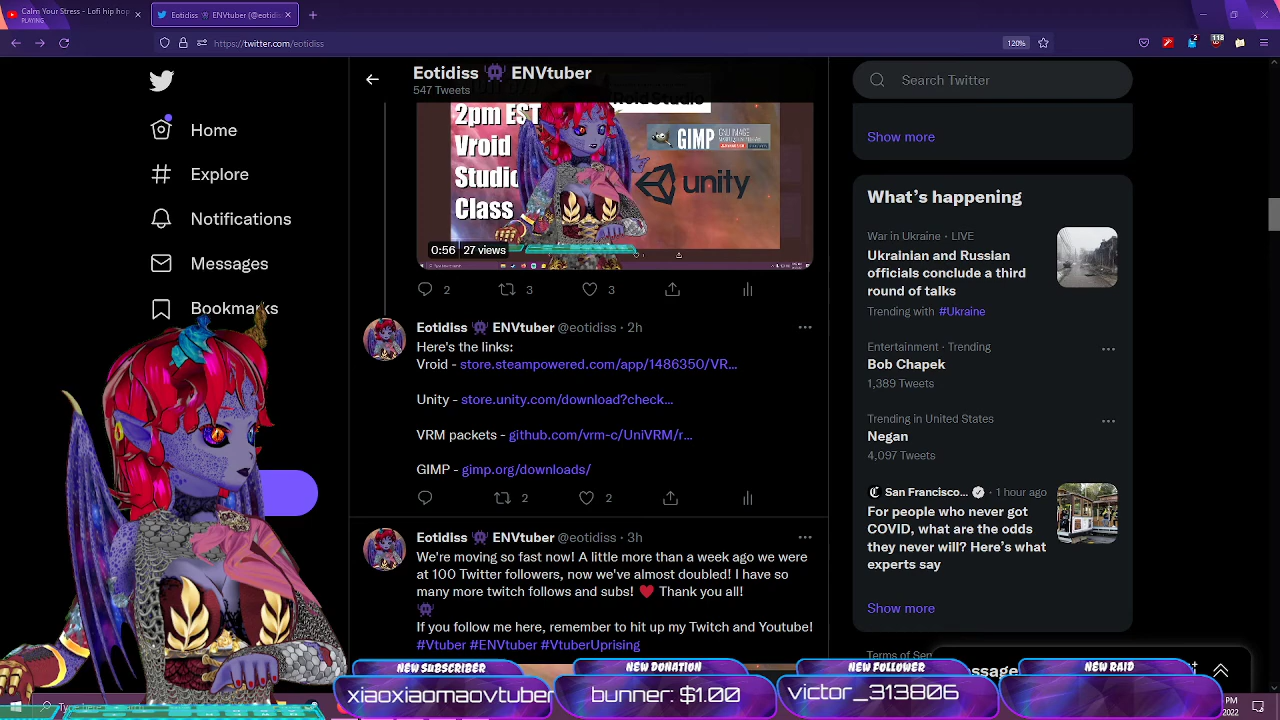 Calm Your Stress - Lofi hip hop
PLAYING
Eotidiss ENVtuber (@eotidiss
https://twitter.com/eotidiss
120%
2
118
Eotidiss ENVtuber
547 Tweets
Search Twitter
Home
Explore
Notifications
Messages
Bookmarks
2pm EST
Vroid
Studio
Class
GIMP
unity
0:56 27 views
2 3 3
Eotidiss ENVtuber @eotidiss · 2h
Here's the links:
Vroid - store.steampowered.com/app/1486350/VR...
Unity - store.unity.com/download?check...
VRM packets - github.com/vrm-c/UniVRM/r...
GIMP - gimp.org/downloads/
2 2
Eotidiss ENVtuber @eotidiss · 3h
We're moving so fast now! A little more than a week ago we were
at 100 Twitter followers, now we've almost doubled! I have so
many more twitch follows and subs! ❤️ Thank you all!
If you follow me here, remember to hit up my Twitch and Youtube!
#Vtuber #ENVtuber #VtuberUprising
Show more
What's happening
War in Ukraine · LIVE
Ukrainian and Russian
officials conclude a third
round of talks
Trending with #Ukraine
Entertainment · Trending
Bob Chapek
1,389 Tweets
Trending in United States
Negan
4,097 Tweets
San Francisco... · 1 hour ago
For people who never got
COVID, what are the odds
they never will? Here's what
experts say
Show more
Terms of Ser
NEW SUBSCRIBER
xiaoxiaomaovtuber
NEW DONATION
bunner: $1.00
NEW FOLLOWER
victor_313806
NEW RAID
PM
2022